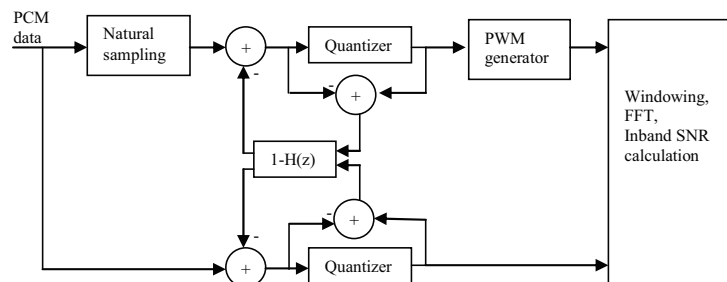 PCM
data
Natural
sampling
+
-
Quantizer
-
+
PWM
generator
Windowing,
FFT,
Inband SNR
calculation
1-H(z)
-
+
-
+
Quantizer